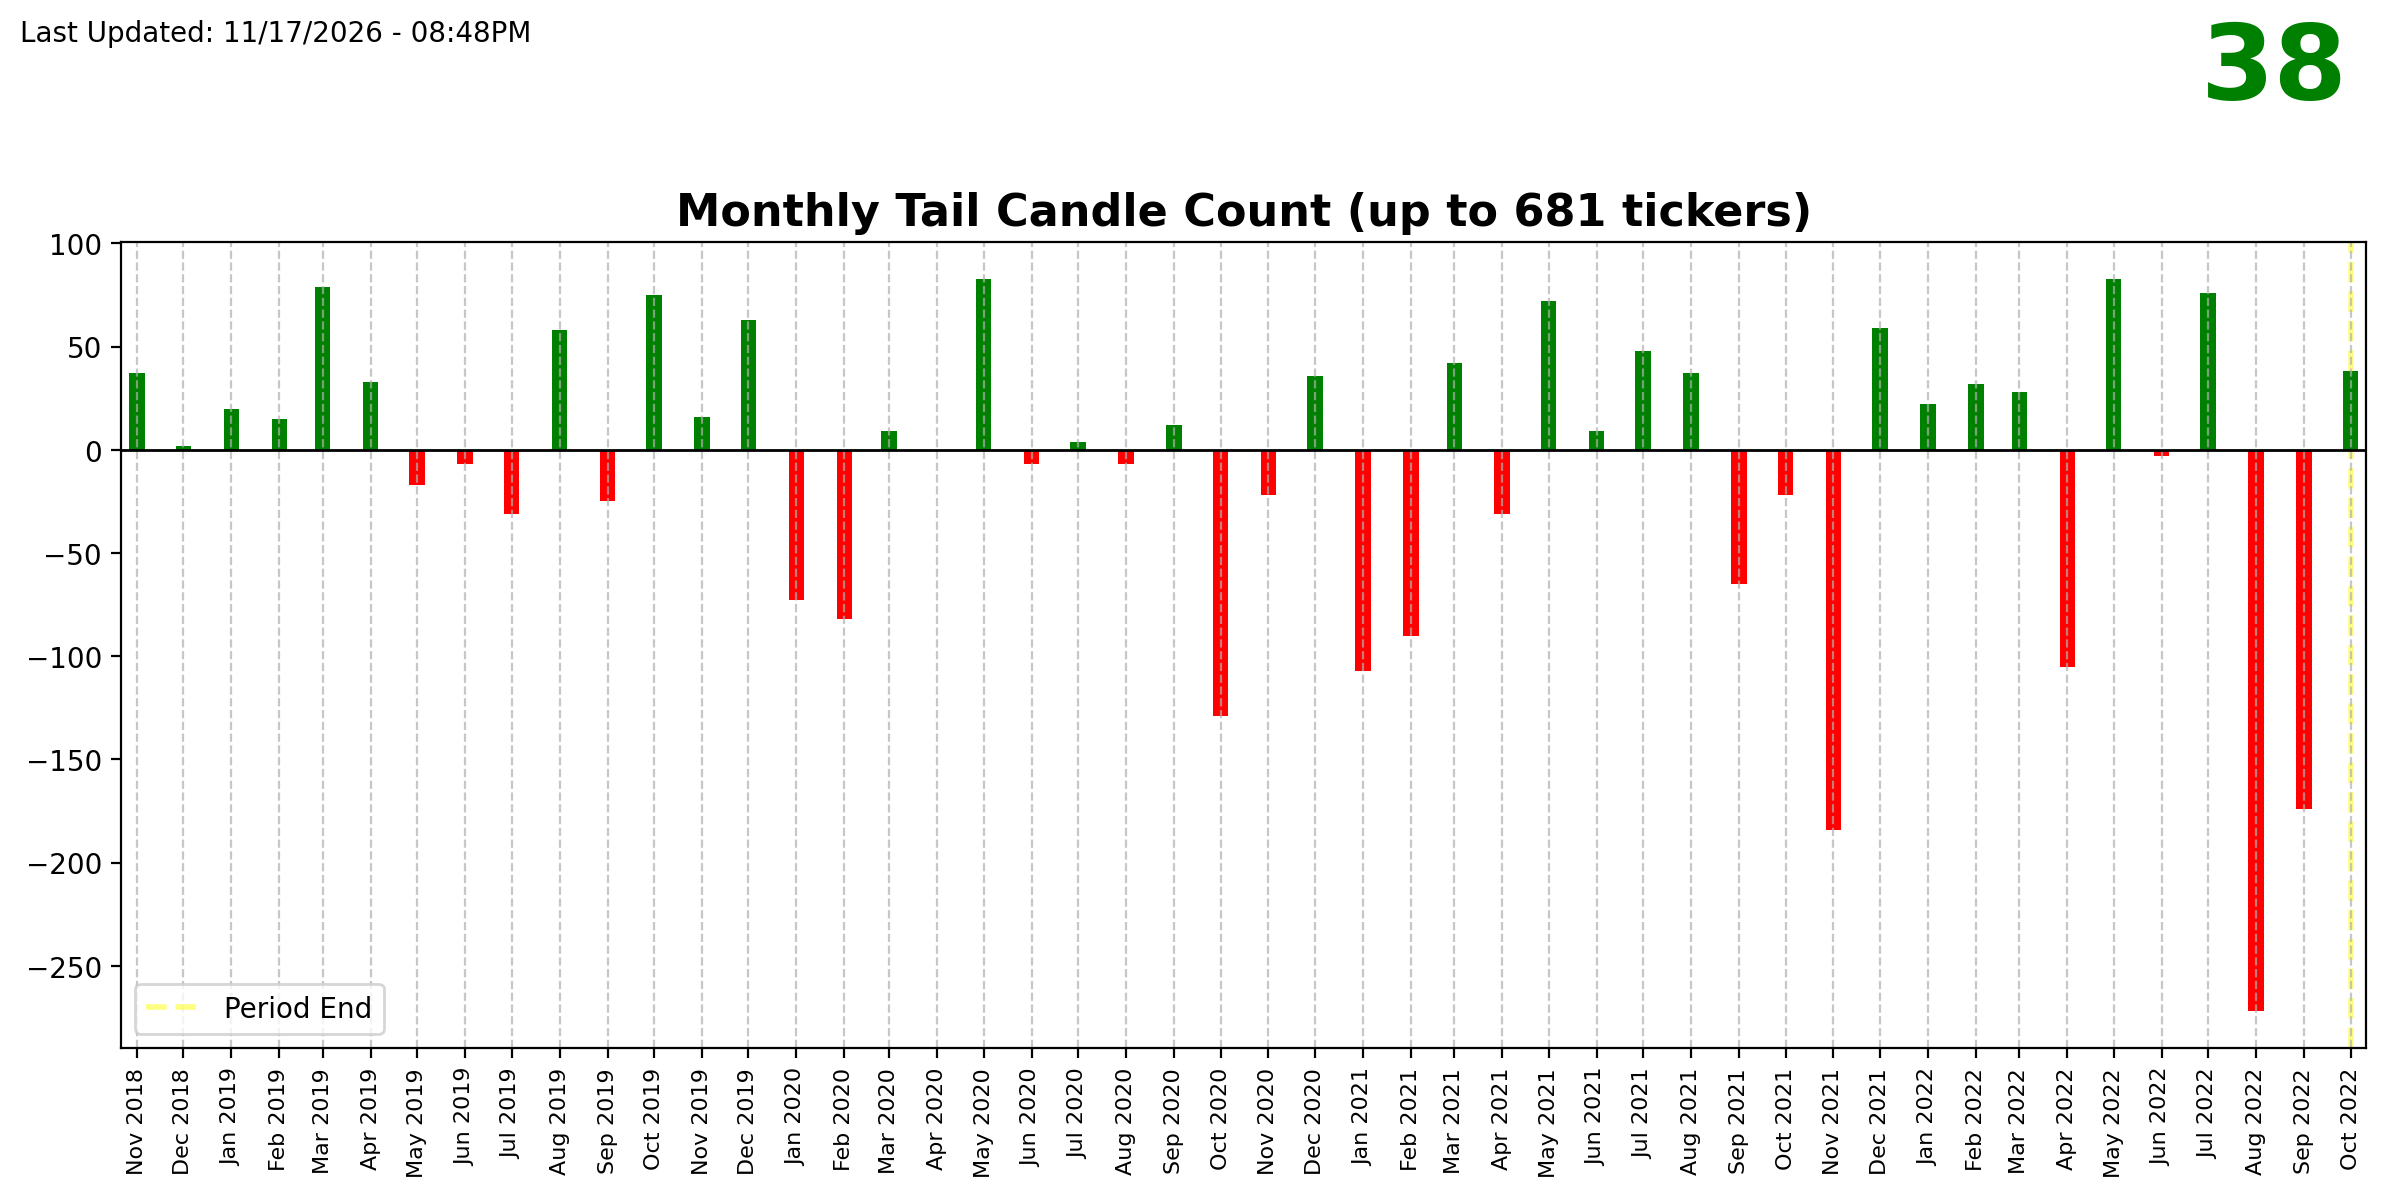 Last Updated: 11/17/2026 - 08:48PM
38
Monthly Tail Candle Count (up to 681 tickers)
100
50
0
−50
−100
−150
−200
−250
Period End
Nov 2018
Dec 2018
Jan 2019
Feb 2019
Mar 2019
Apr 2019
May 2019
Jun 2019
Jul 2019
Aug 2019
Sep 2019
Oct 2019
Nov 2019
Dec 2019
Jan 2020
Feb 2020
Mar 2020
Apr 2020
May 2020
Jun 2020
Jul 2020
Aug 2020
Sep 2020
Oct 2020
Nov 2020
Dec 2020
Jan 2021
Feb 2021
Mar 2021
Apr 2021
May 2021
Jun 2021
Jul 2021
Aug 2021
Sep 2021
Oct 2021
Nov 2021
Dec 2021
Jan 2022
Feb 2022
Mar 2022
Apr 2022
May 2022
Jun 2022
Jul 2022
Aug 2022
Sep 2022
Oct 2022